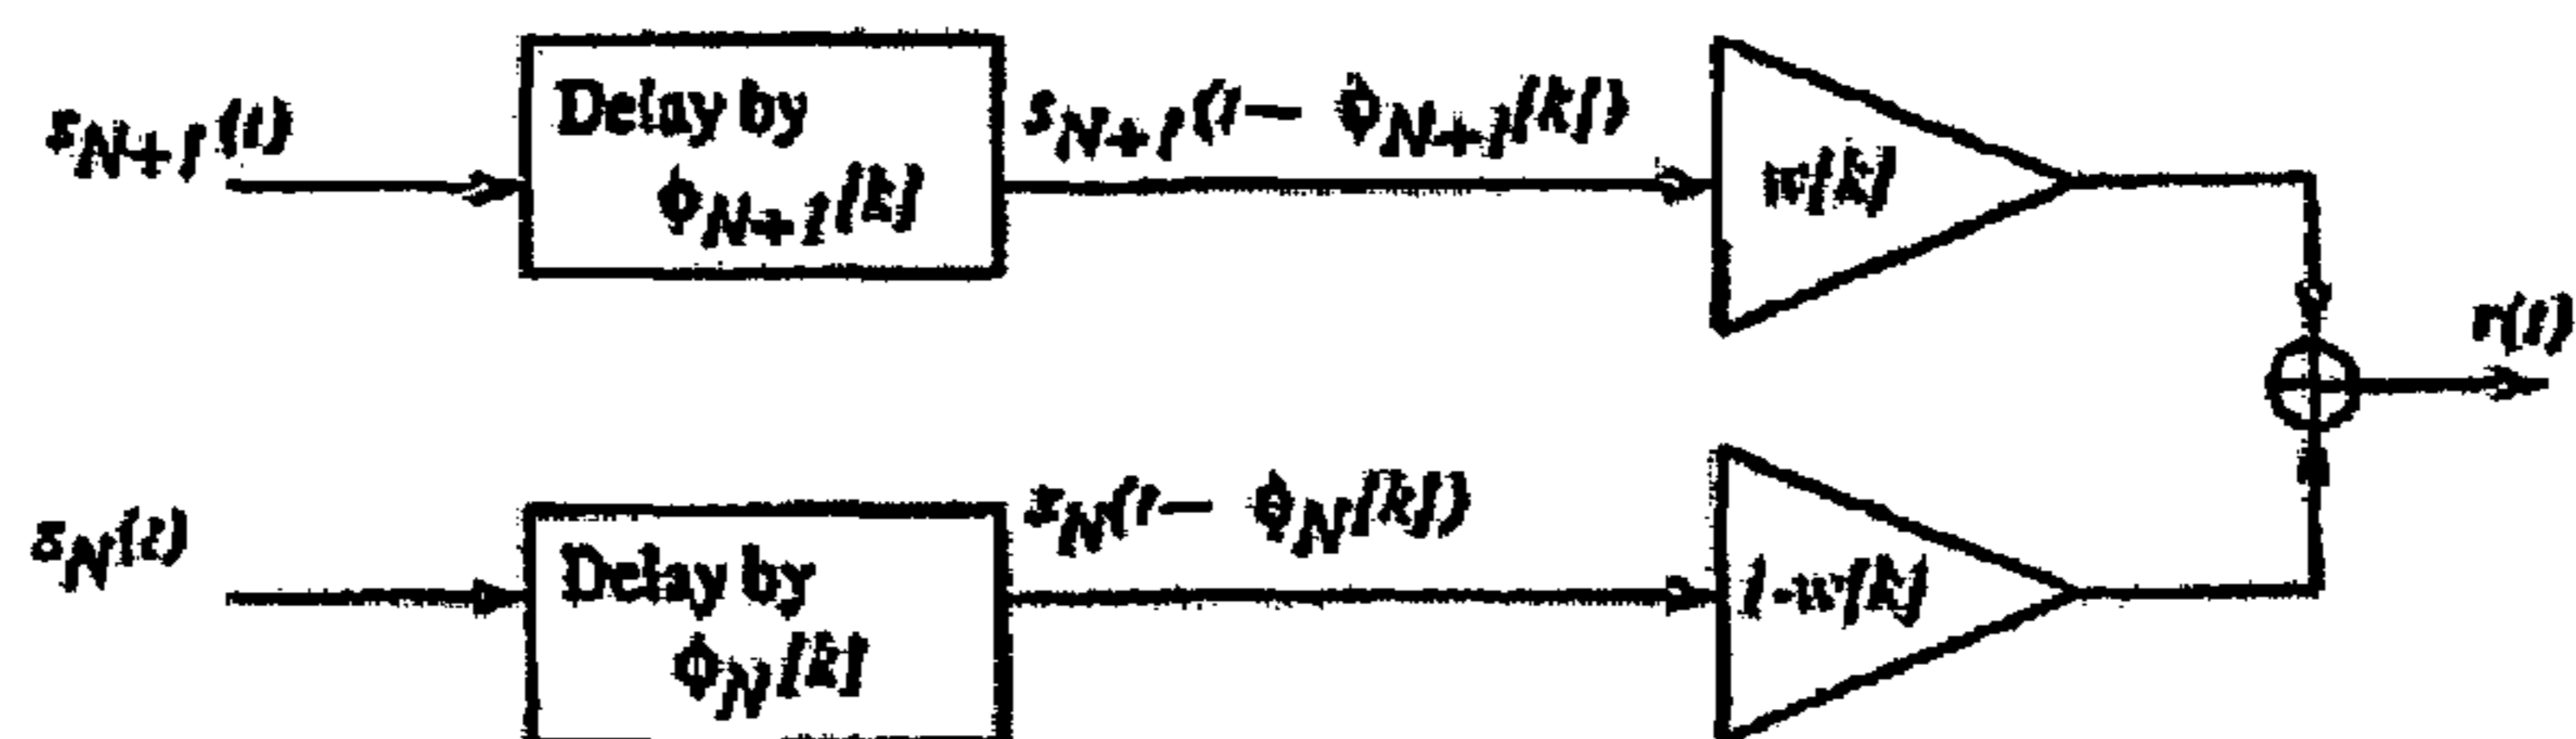 s_{N+1}(t)
Delay by
φ_{N+1}[k]
s_{N+1}(t− φ_{N+1}[k])
w[k]
r(t)
s_N(t)
Delay by
φ_N[k]
s_N(t− φ_N[k])
1-w[k]